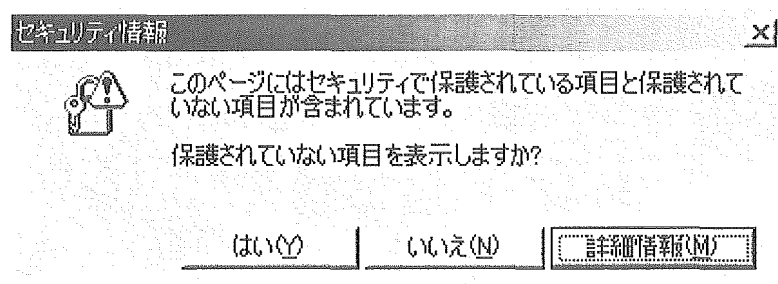 セキュリティ情報
このページにはセキュリティで保護されている項目と保護されて
いない項目が含まれています。
保護されていない項目を表示しますか?
はい(Y) いいえ(N) 詳細情報(M)